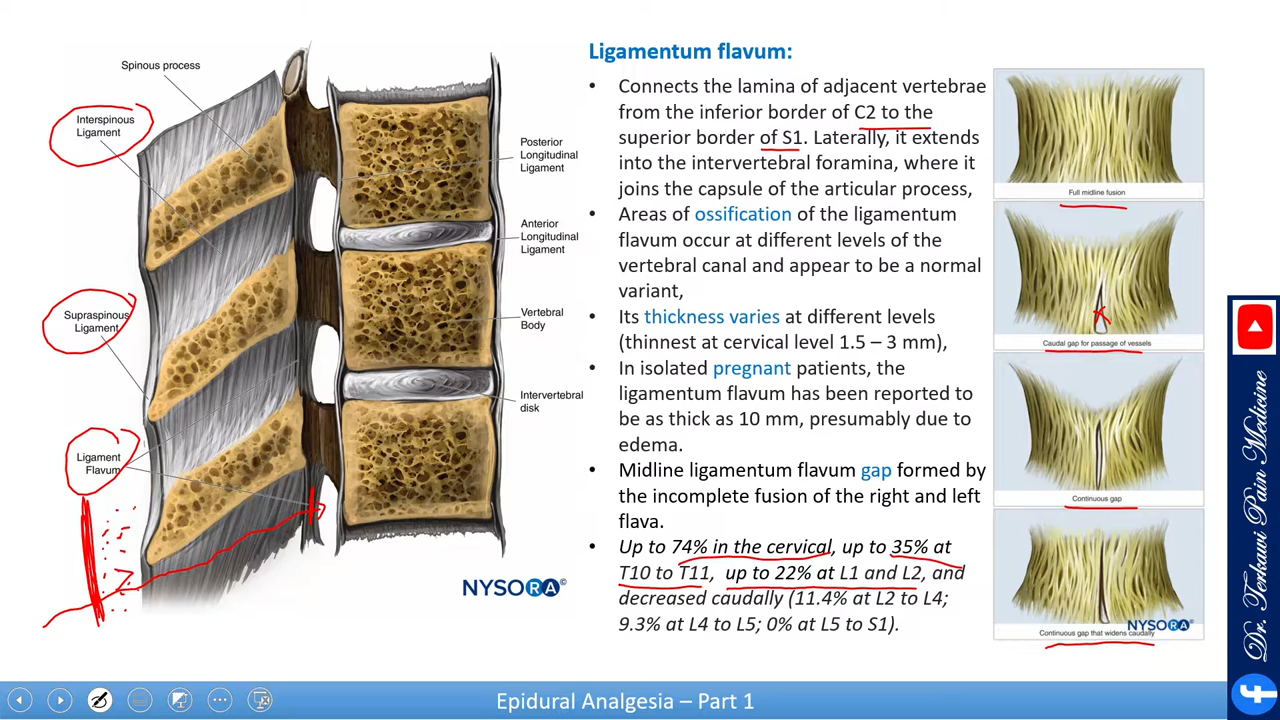 Spinous process
Interspinous
Ligament
Supraspinous
Ligament
Ligament
Flavum
Posterior
Longitudinal
Ligament
Anterior
Longitudinal
Ligament
Vertebral
Body
Intervertebral
disk
NYSORA©
Ligamentum flavum:
• Connects the lamina of adjacent vertebrae
from the inferior border of C2 to the
superior border of S1. Laterally, it extends
into the intervertebral foramina, where it
joins the capsule of the articular process,
• Areas of ossification of the ligamentum
flavum occur at different levels of the
vertebral canal and appear to be a normal
variant,
• Its thickness varies at different levels
(thinnest at cervical level 1.5 – 3 mm),
• In isolated pregnant patients, the
ligamentum flavum has been reported to
be as thick as 10 mm, presumably due to
edema.
• Midline ligamentum flavum gap formed by
the incomplete fusion of the right and left
flava.
• Up to 74% in the cervical, up to 35% at
T10 to T11, up to 22% at L1 and L2, and
decreased caudally (11.4% at L2 to L4;
9.3% at L4 to L5; 0% at L5 to S1).
Full midline fusion
Caudal gap for passage of vessels
Continuous gap
NYSORA©
Continuous gap that widens caudally
Dr. Terkawi Pain Medicine
Epidural Analgesia – Part 1